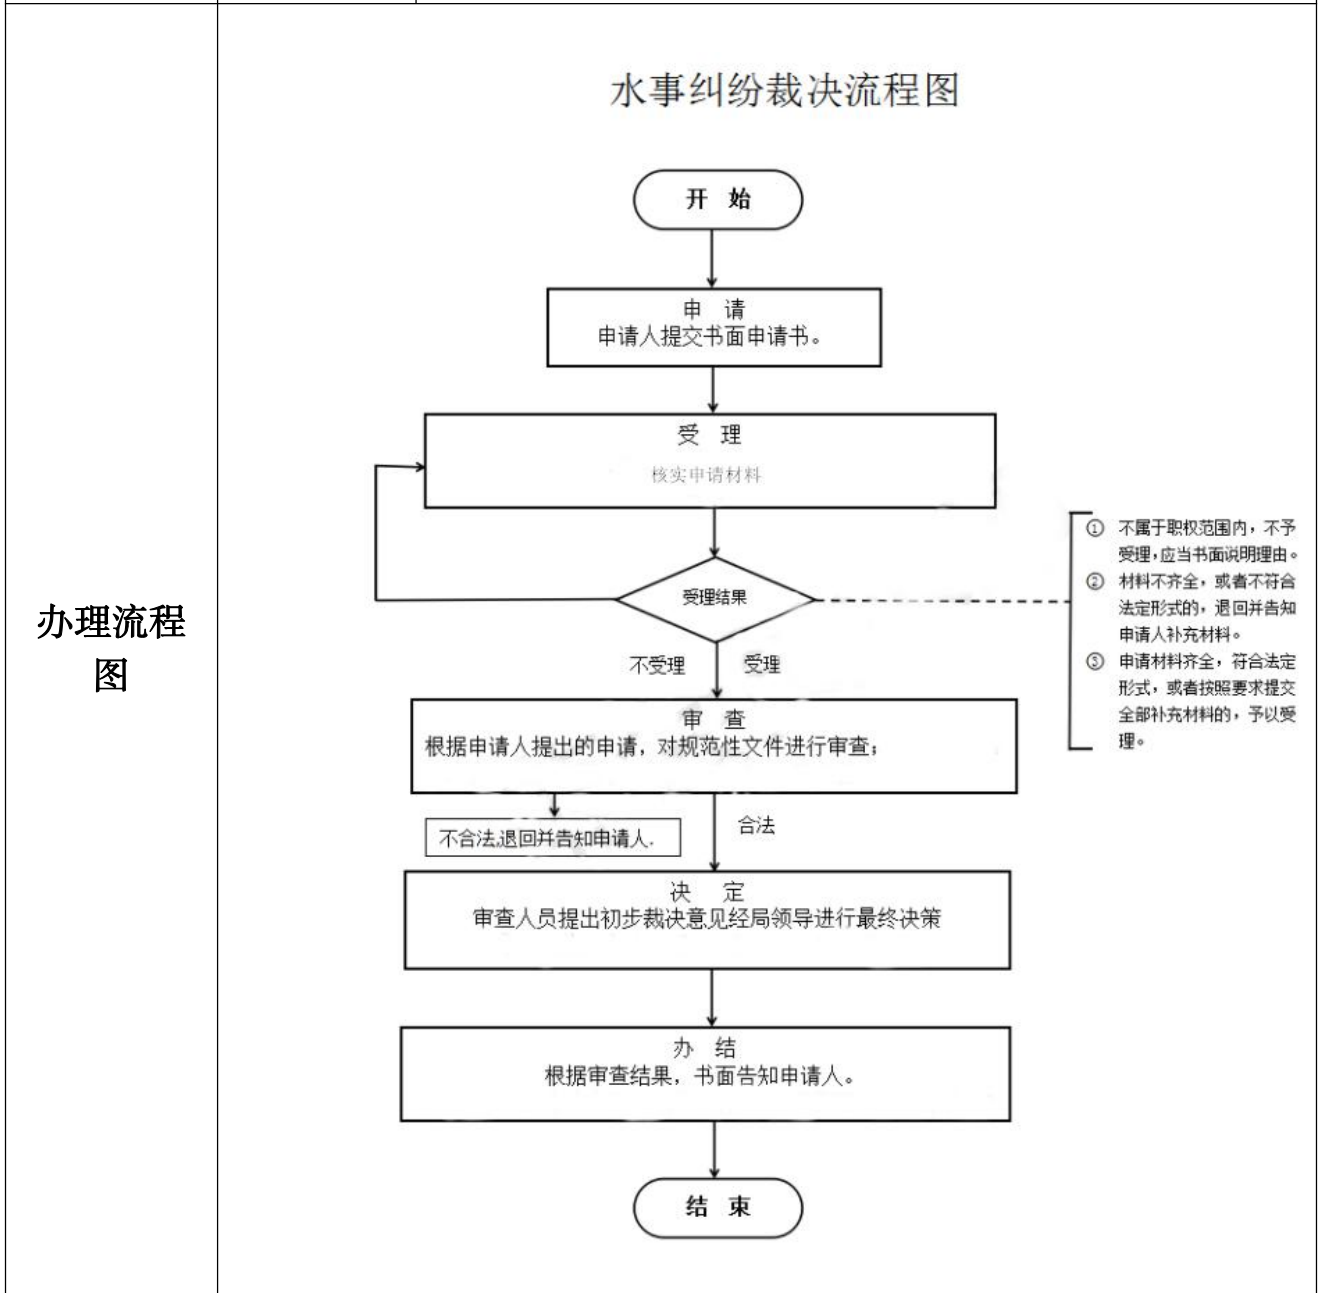 水事纠纷裁决流程图
开 始
申 请
申请人提交书面申请书。
受 理
核实申请材料
受理结果
不受理 受理
① 不属于职权范围内，不予
受理，应当书面说明理由。
② 材料不齐全，或者不符合
法定形式的，退回并告知
申请人补充材料。
③ 申请材料齐全，符合法定
形式，或者按照要求提交
全部补充材料的，予以受
理。
办理流程
图
审 查
根据申请人提出的申请，对规范性文件进行审查；
不合法,退回并告知申请人.
合法
决 定
审查人员提出初步裁决意见经局领导进行最终决策
办 结
根据审查结果，书面告知申请人。
结 束